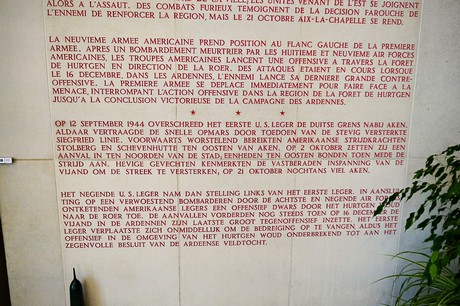 A L'ASSAUT. DES COMBATS FURIEUX TEMOIGNENT DE LA DECISION FAROUCHE DE
L'ENNEMI DE RENFORCER LA REGION, MAIS LE 21 OCTOBRE AIX-LA-CHAPELLE SE REND.
LA NEUVIEME ARMEE AMERICAINE PREND POSITION AU FLANC GAUCHE DE LA PREMIERE
ARMEE. APRES UN BOMBARDEMENT MEURTRIER PAR LES HUITIEME ET NEUVIEME AIR FORCES
AMERICAINES, LES TROUPES AMERICAINES LANCENT UNE OFFENSIVE A TRAVERS LA FORET
DE HURTGEN EN DIRECTION DE LA ROER. DES ATTAQUES ETAIENT EN COURS LORSQUE
LE 16 DECEMBRE, DANS LES ARDENNES, L'ENNEMI LANCE SA DERNIERE GRANDE CONTRE-
OFFENSIVE. LA PREMIERE ARMEE SE DEPLACE IMMEDIATEMENT POUR FAIRE FACE A LA
MENACE, INTERROMPANT L'ACTION OFFENSIVE DANS LA REGION DE LA FORET DE HURTGEN
JUSQU'A LA CONCLUSION VICTORIEUSE DE LA CAMPAGNE DES ARDENNES.
OP 12 SEPTEMBER 1944 OVERSCHREED HET EERSTE U.S. LEGER DE DUITSE GRENS NABIJ AKEN,
ALDAAR VERTRAAGDE DE SNELLE OPMARS DOOR TOEDOEN VAN DE STEVIG VERSTERKTE
SIEGFRIED LINIE. VOORWAARTS WORSTELEND BEREIKTEN AMERIKAANSE STRIJDKRACHTEN
STOLBERG EN SCHEVENHUTTE TEN OOSTEN VAN AKEN. OP 2 OKTOBER ZETTEN ZIJ EEN
AANVAL IN TEN NOORDEN VAN DE STAD, EENHEDEN TEN OOSTEN BONDEN TOEN MEDE
DE STRIJD AAN. HEVIGE GEVECHTEN KENMERKTEN DE VASTBERADEN INSPANNING VAN DE
VIJAND OM DE STREEK TE VERSTERKEN, OP 21 OKTOBER NOCHTANS VIEL AKEN.
HET NEGENDE U.S. LEGER NAM DAN STELLING LINKS VAN HET EERSTE LEGER. IN AANSLUI-
TING OP EEN VERWOESTEND BOMBARDEREN DOOR DE ACHTSTE EN NEGENDE AIR FORCES
ONTKETENDEN AMERIKAANSE LEGERS EEN OFFENSIEF DWARS DOOR HET HURTGEN WOUD
NAAR DE ROER TOE. DE AANVALLEN VORDERDEN NOG STEEDS TOEN OP 16 DECEMBER DE
VIJAND IN DE ARDENNEN ZIJN LAATSTE GROOT TEGENOFFENSIEF INZETTE. HET EERSTE
LEGER VERPLAATSTE ZICH ONMIDDELLIJK OM DE BEDREIGING OP TE VANGEN, ALDUS HET
OFFENSIEF IN DE OMGEVING VAN HET HURTGEN WOUD ONDERBREKEND TOT AAN HET
ZEGENVOLLE BESLUIT VAN DE ARDEENSE VELDTOCHT.